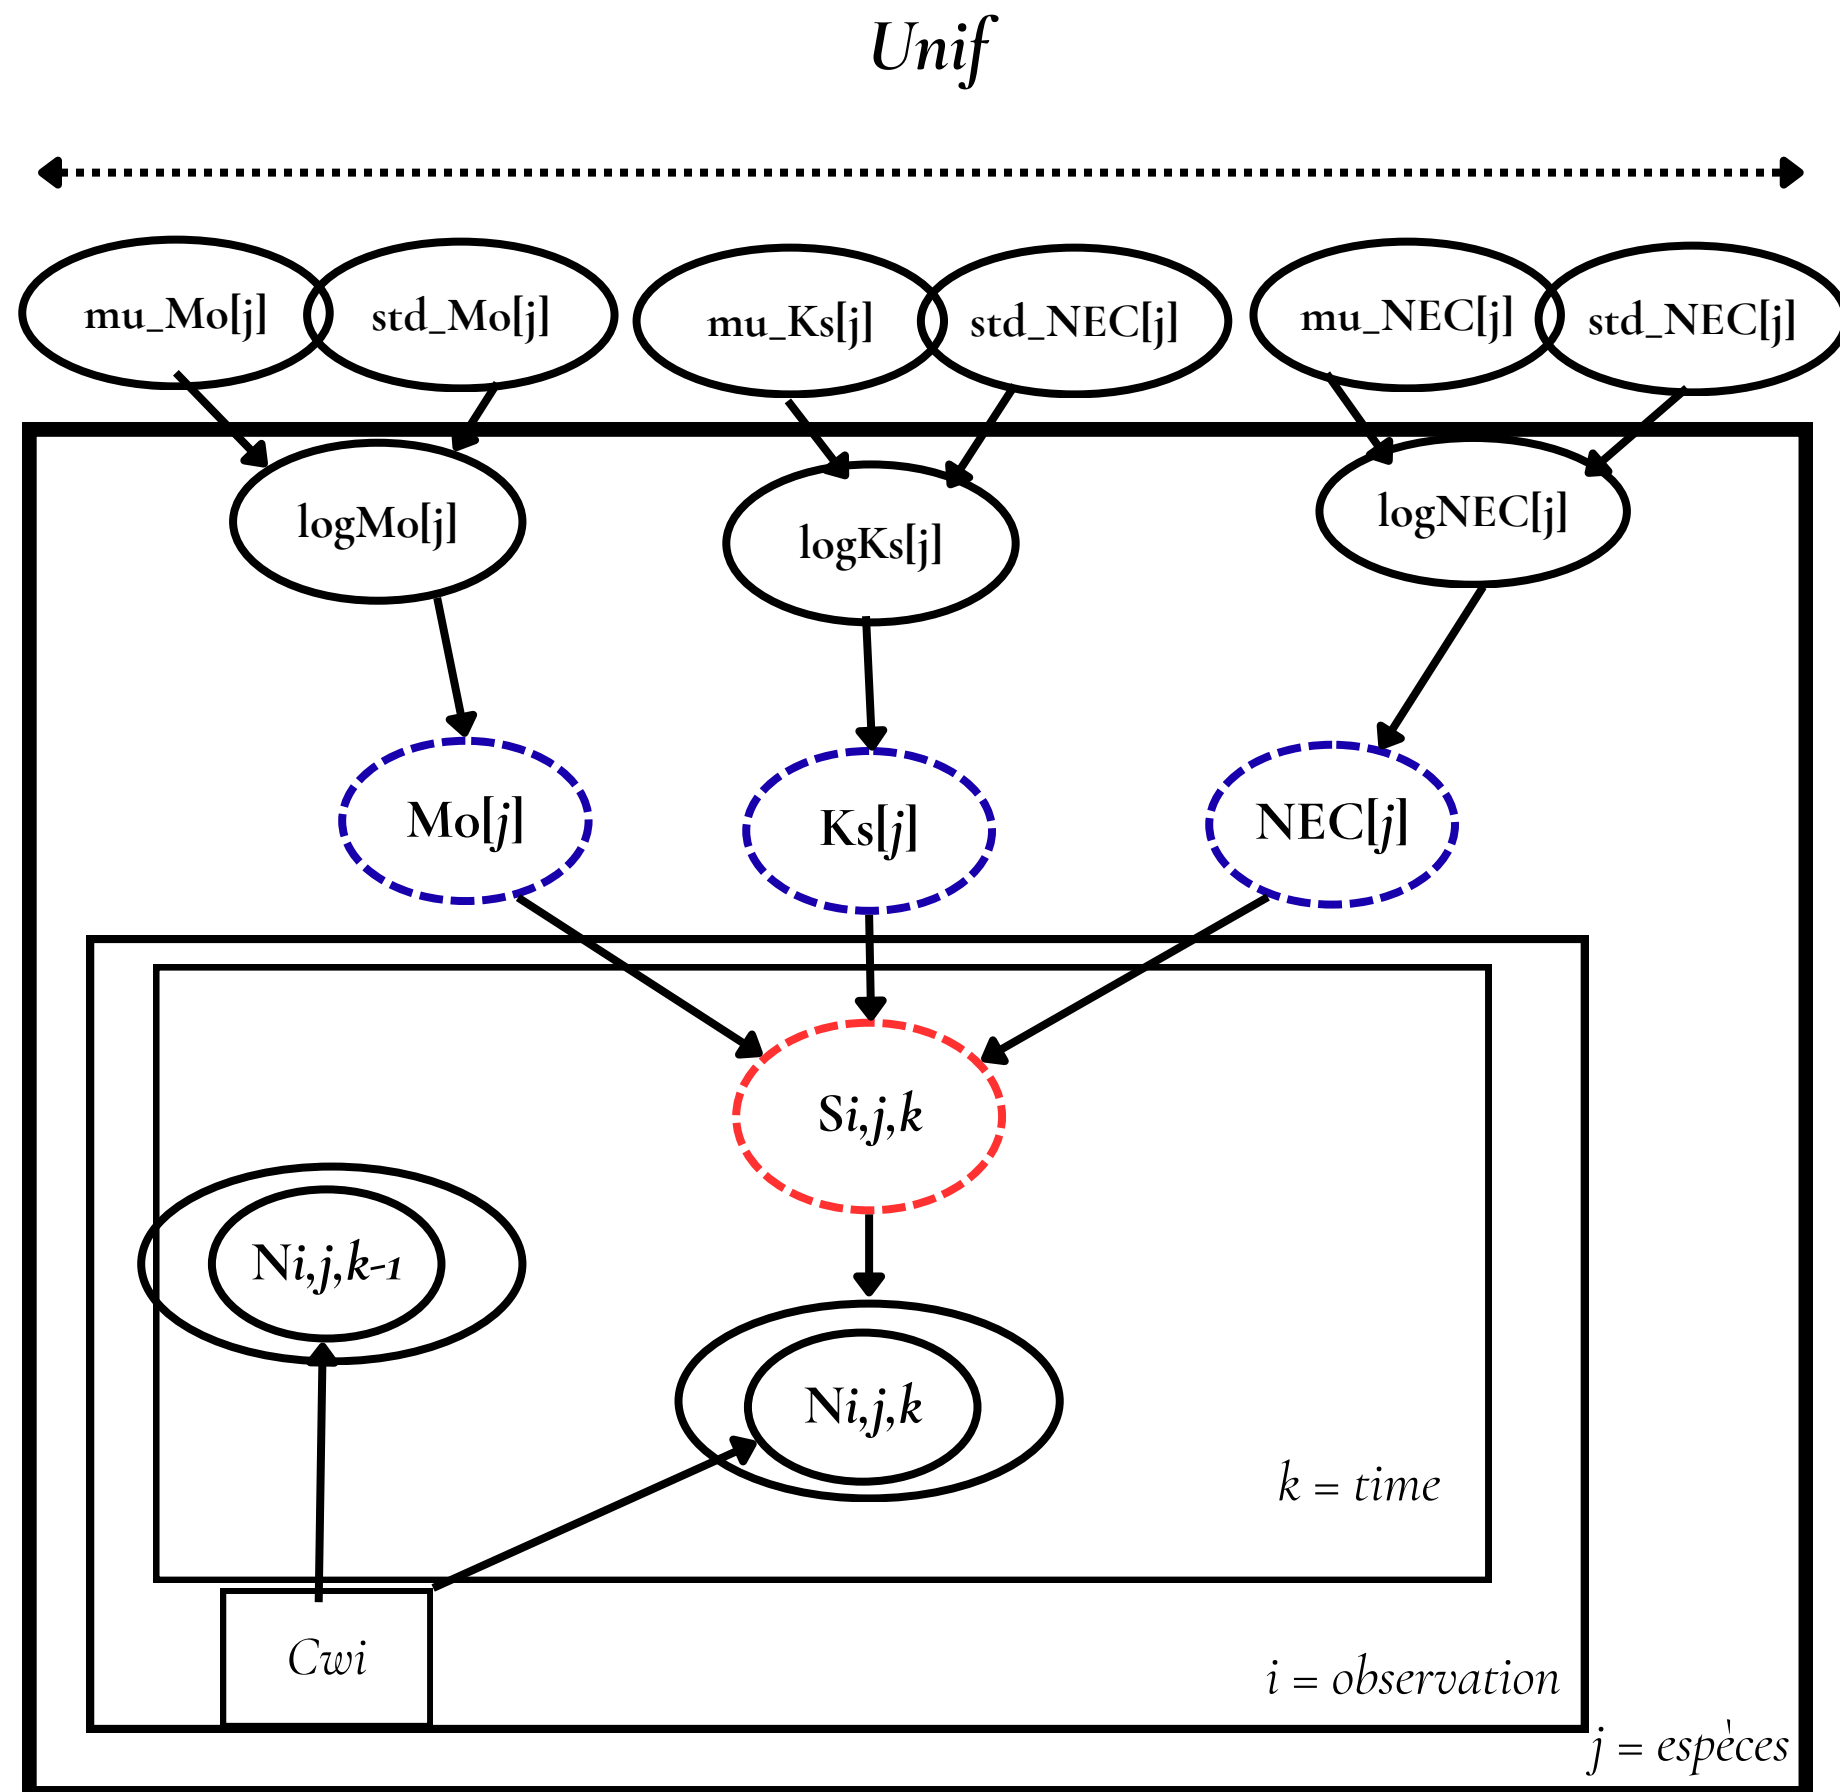 Unif
mu_Mo[j] std_Mo[j] mu_Ks[j] std_NEC[j] mu_NEC[j] std_NEC[j]
logMo[j] logKs[j] logNEC[j]
Mo[j] Ks[j] NEC[j]
Si,j,k
Ni,j,k-1
Ni,j,k
k = time
Cwi
i = observation
j = espèces